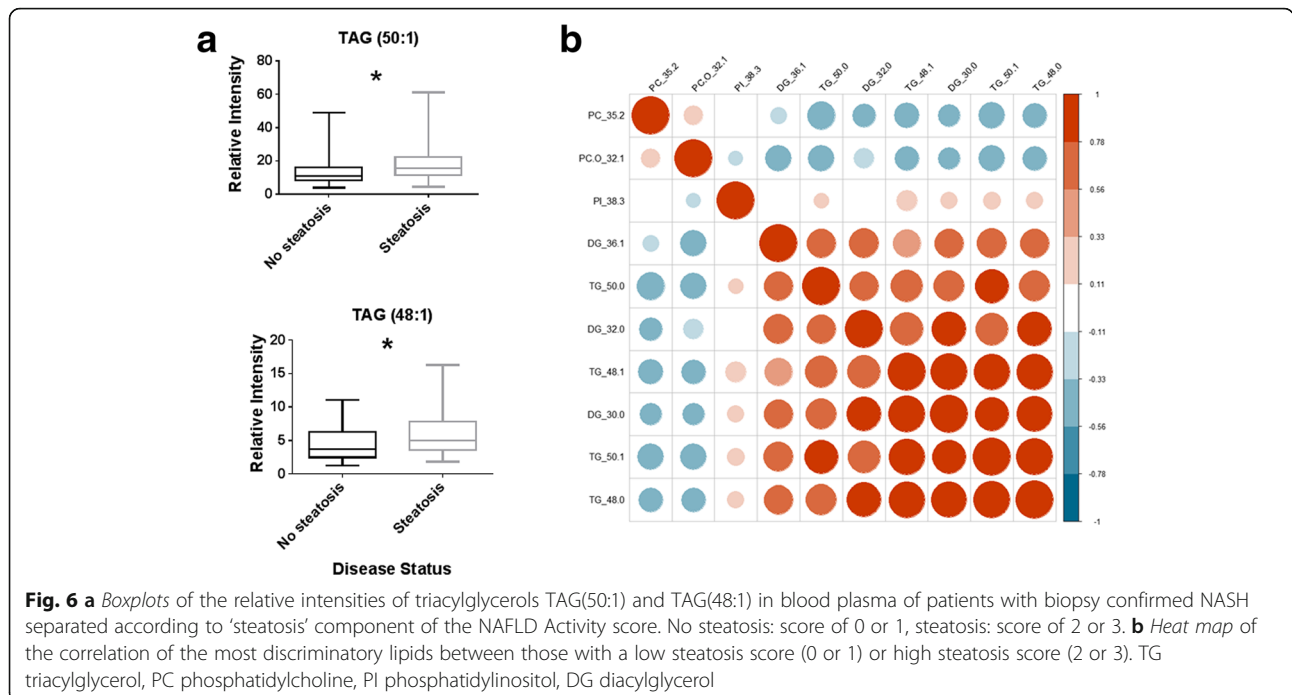 a
TAG (50:1)
80
60
40
20
0
Relative Intensity
*
No steatosis
Steatosis
TAG (48:1)
20
15
10
5
0
Relative Intensity
*
No steatosis
Steatosis
Disease Status
b
PC_35.2 PC.O_32.1 PI_38.3 DG_36.1 TG_50.0 DG_32.0 TG_48.1 DG_30.0 TG_50.1 TG_48.0
PC_35.2
PC.O_32.1
PI_38.3
DG_36.1
TG_50.0
DG_32.0
TG_48.1
DG_30.0
TG_50.1
TG_48.0
1
0.78
0.56
0.33
0.11
-0.11
-0.33
-0.56
-0.78
-1
Fig. 6 a Boxplots of the relative intensities of triacylglycerols TAG(50:1) and TAG(48:1) in blood plasma of patients with biopsy confirmed NASH
separated according to ‘steatosis’ component of the NAFLD Activity score. No steatosis: score of 0 or 1, steatosis: score of 2 or 3. b Heat map of
the correlation of the most discriminatory lipids between those with a low steatosis score (0 or 1) or high steatosis score (2 or 3). TG
triacylglycerol, PC phosphatidylcholine, PI phosphatidylinositol, DG diacylglycerol